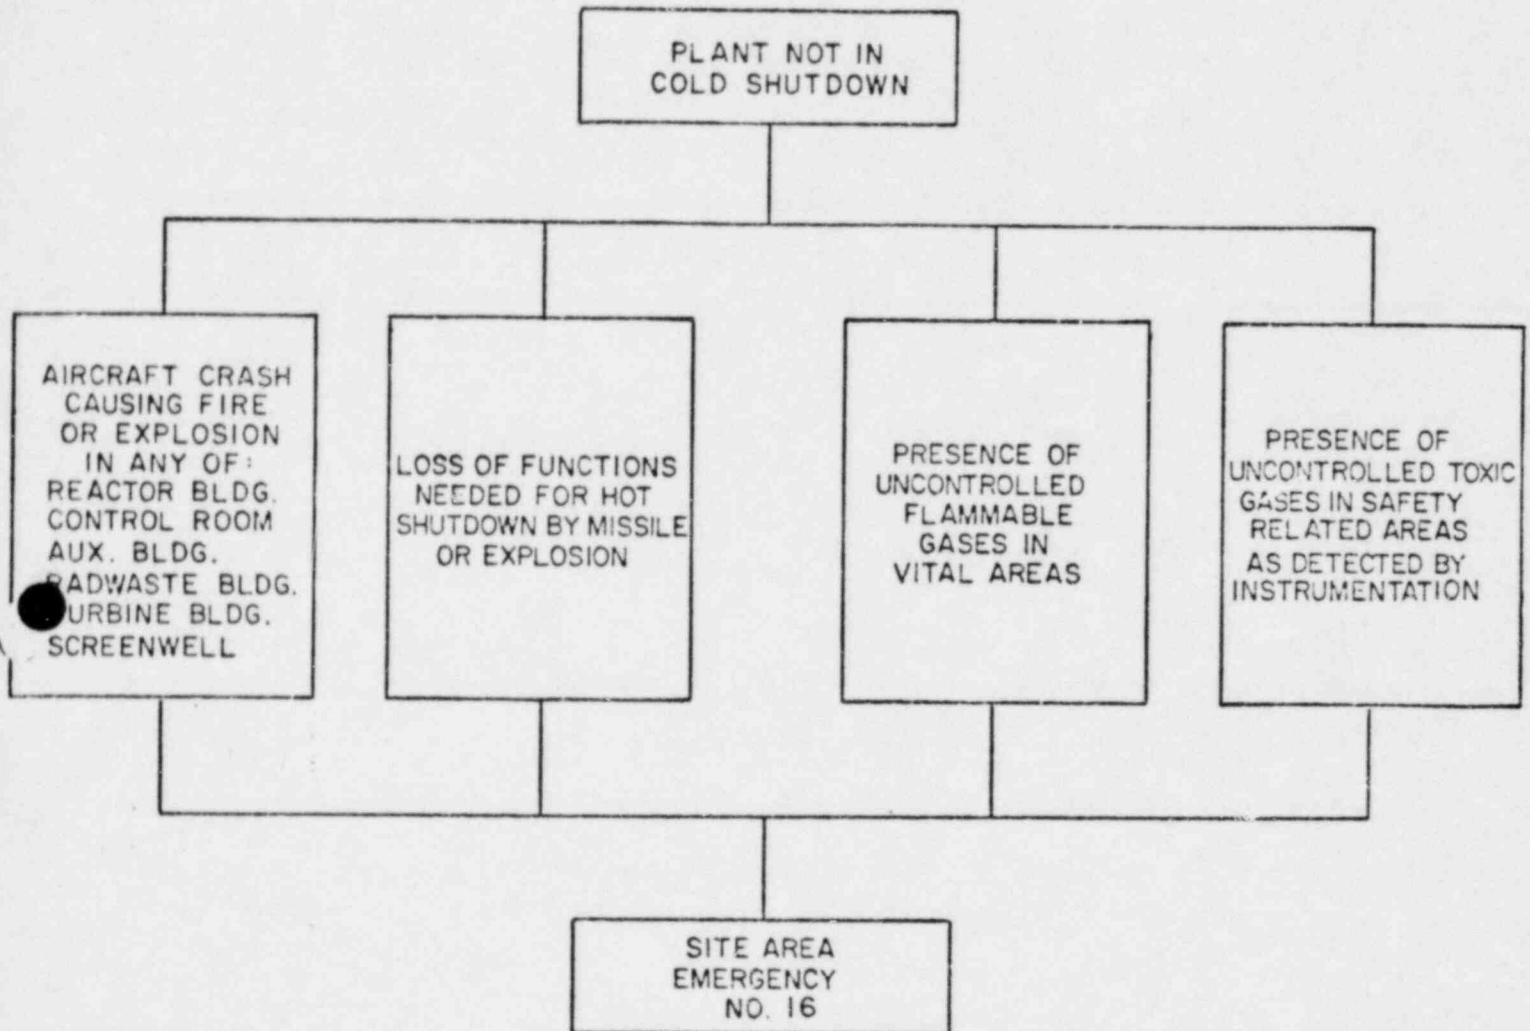 PLANT NOT IN
COLD SHUTDOWN
AIRCRAFT CRASH
CAUSING FIRE
OR EXPLOSION
IN ANY OF:
REACTOR BLDG.
CONTROL ROOM
AUX. BLDG.
RADWASTE BLDG.
TURBINE BLDG.
SCREENWELL
LOSS OF FUNCTIONS
NEEDED FOR HOT
SHUTDOWN BY MISSILE
OR EXPLOSION
PRESENCE OF
UNCONTROLLED
FLAMMABLE
GASES IN
VITAL AREAS
PRESENCE OF
UNCONTROLLED TOXIC
GASES IN SAFETY
RELATED AREAS
AS DETECTED BY
INSTRUMENTATION
SITE AREA
EMERGENCY
NO. 16